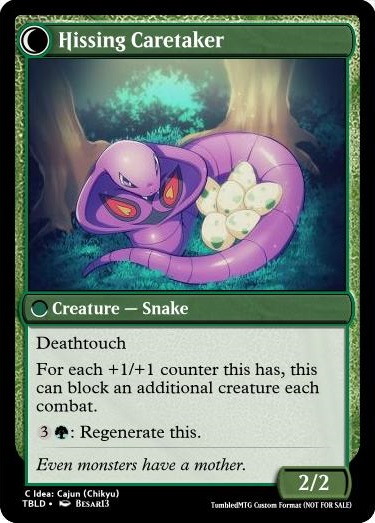 Hissing Caretaker
Creature — Snake
Deathtouch
For each +1/+1 counter this has, this
can block an additional creature each
combat.
3 : Regenerate this.
Even monsters have a mother.
2/2
C Idea: Cajun (Chikyu)
TBLD • Besari3
TumbledMTG Custom Format (NOT FOR SALE)